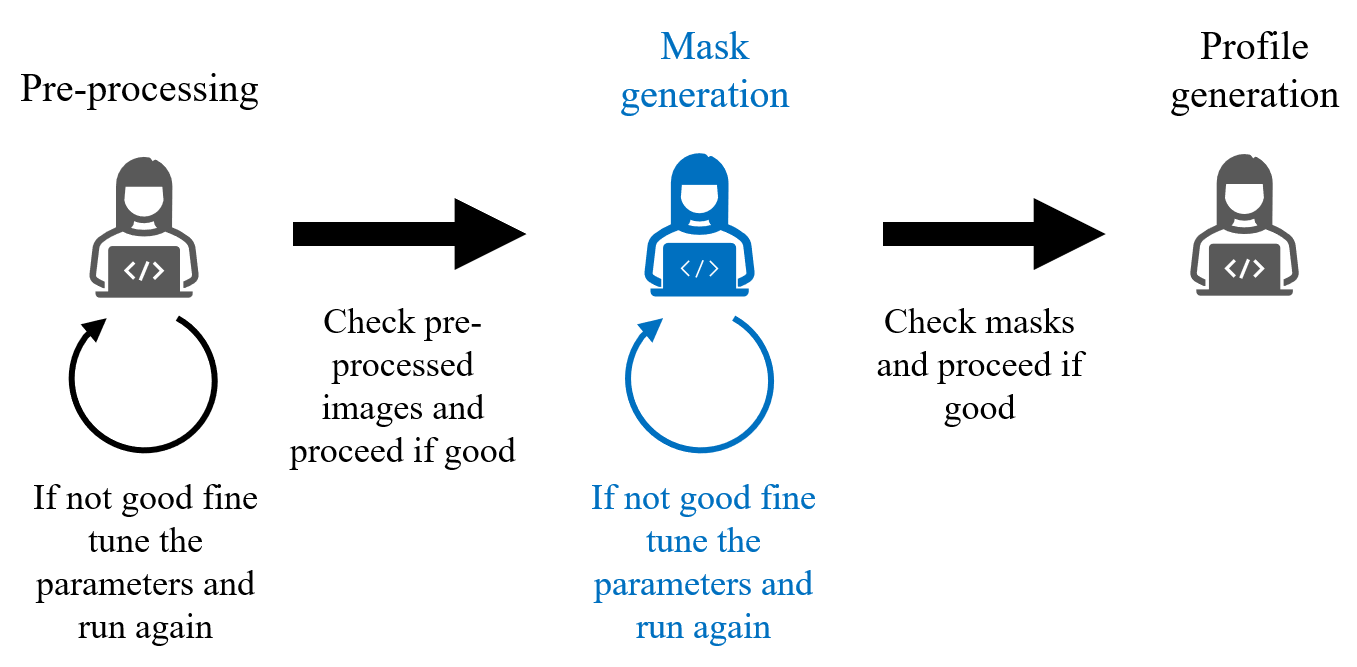 Pre-processing
Mask
generation
Profile
generation
</>
</>
</>
Check pre-
processed
images and
proceed if good
Check masks
and proceed if
good
If not good fine
tune the
parameters and
run again
If not good fine
tune the
parameters and
run again